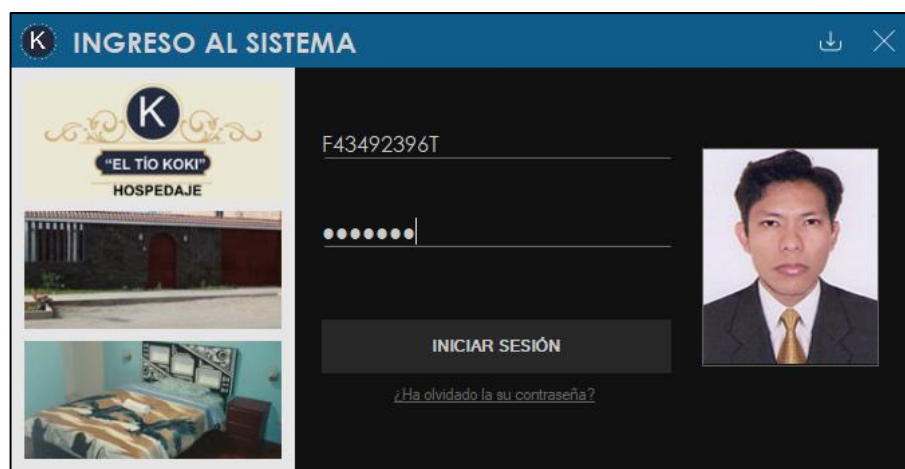 K INGRESO AL SISTEMA
K
"EL TÍO KOKI"
HOSPEDAJE
F43492396T
●●●●●●●
INICIAR SESIÓN
¿Ha olvidado la su contraseña?